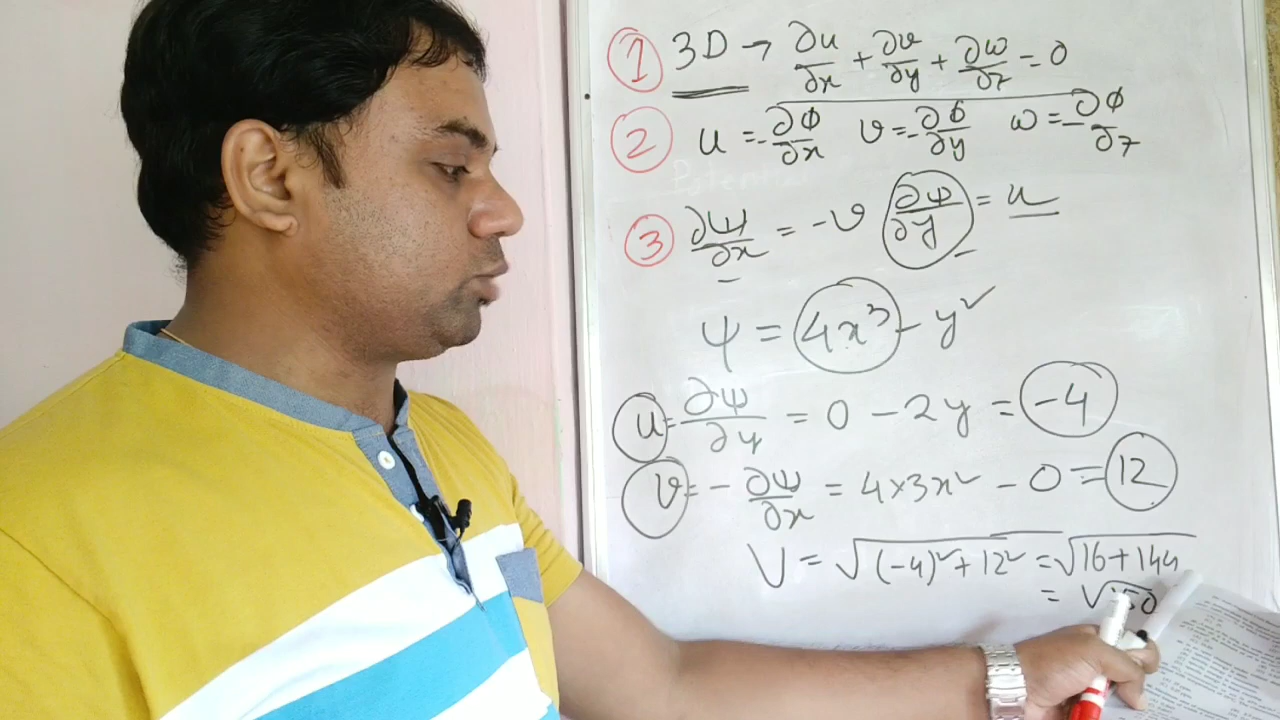 ① 3D → ∂u/∂x + ∂v/∂y + ∂w/∂z = 0
② u = -∂ϕ/∂x v = -∂ϕ/∂y w = -∂ϕ/∂z
③ ∂ψ/∂x = -v ∂ψ/∂y = u
ψ = 4x³ - y²
u = ∂ψ/∂y = 0 - 2y = -4
v = - ∂ψ/∂x = 4×3x² - 0 = 12
V = √(-4)² + 12² = √16 + 144
= √